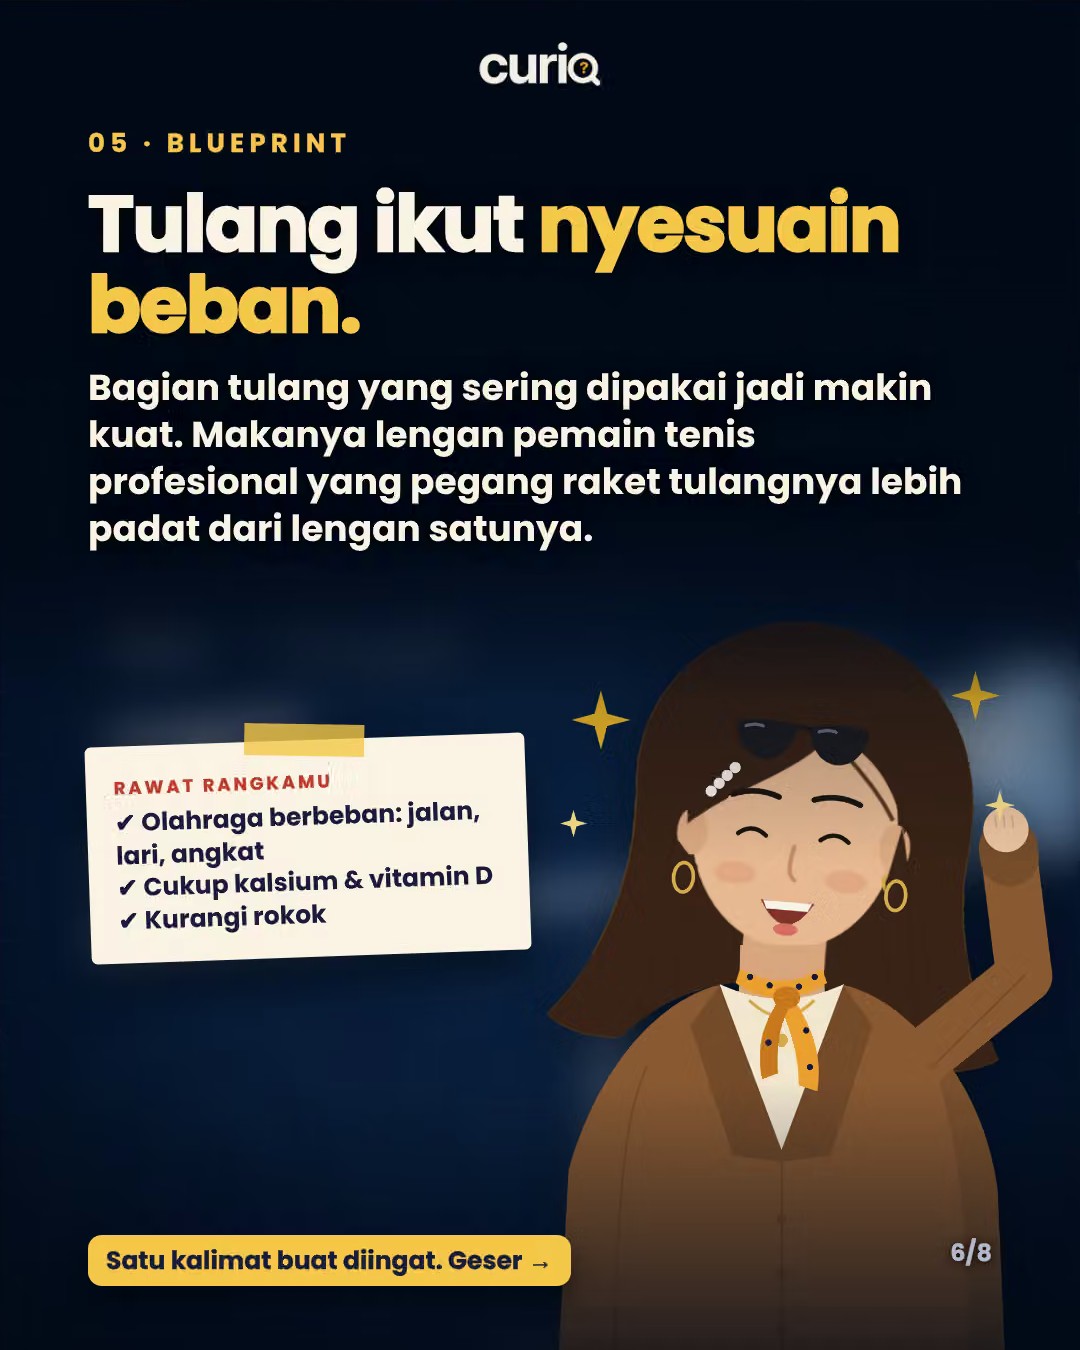 curiQ
05 · BLUEPRINT
Tulang ikut nyesuain
beban.
Bagian tulang yang sering dipakai jadi makin
kuat. Makanya lengan pemain tenis
profesional yang pegang raket tulangnya lebih
padat dari lengan satunya.
RAWAT RANGKAMU
✔ Olahraga berbeban: jalan,
lari, angkat
✔ Cukup kalsium & vitamin D
✔ Kurangi rokok
Satu kalimat buat diingat. Geser →
6/8